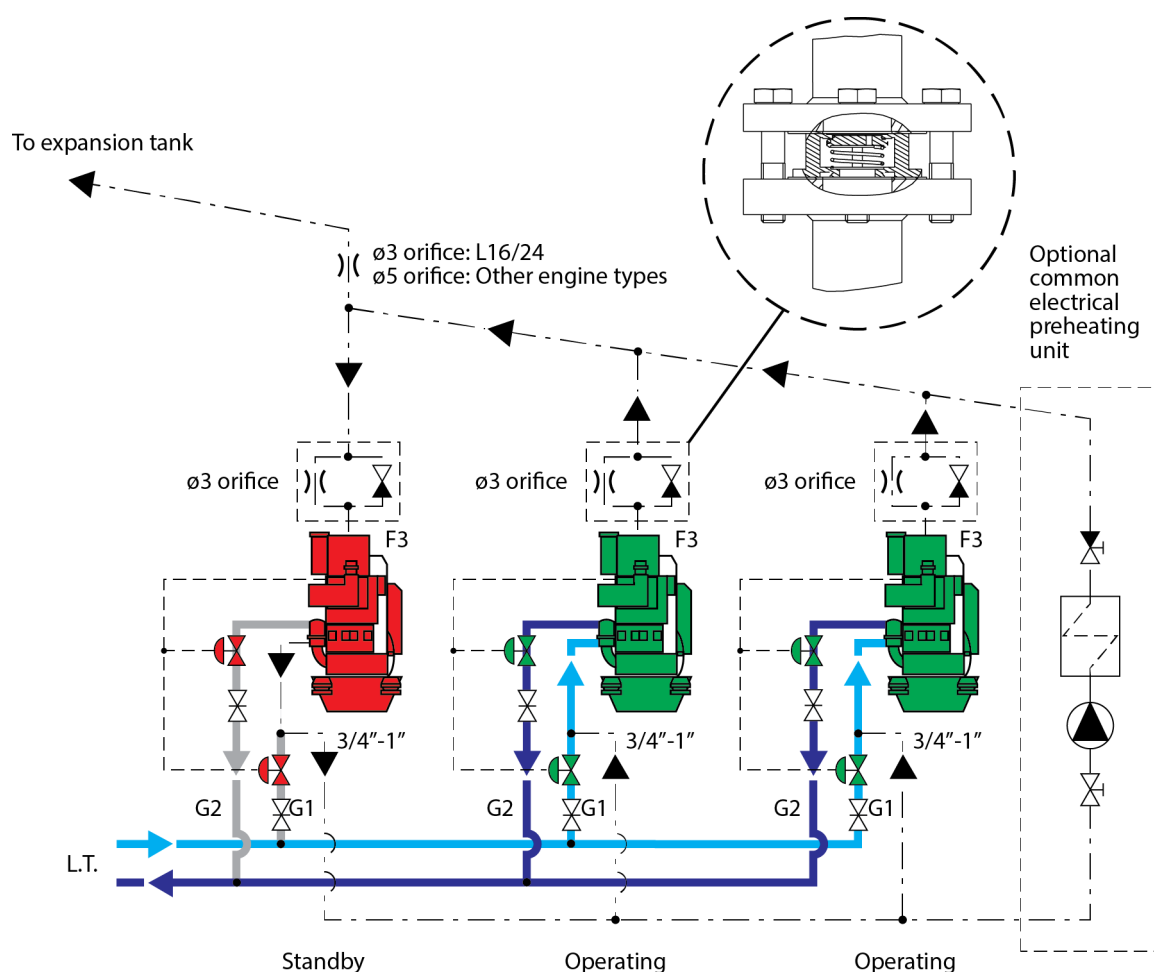 To expansion tank
ø3 orifice: L16/24
ø5 orifice: Other engine types
Optional
common
electrical
preheating
unit
ø3 orifice
ø3 orifice
ø3 orifice
F3
F3
F3
3/4”-1”
3/4”-1”
3/4”-1”
G2
G1
G2
G1
G2
G1
L.T.
Standby
Operating
Operating